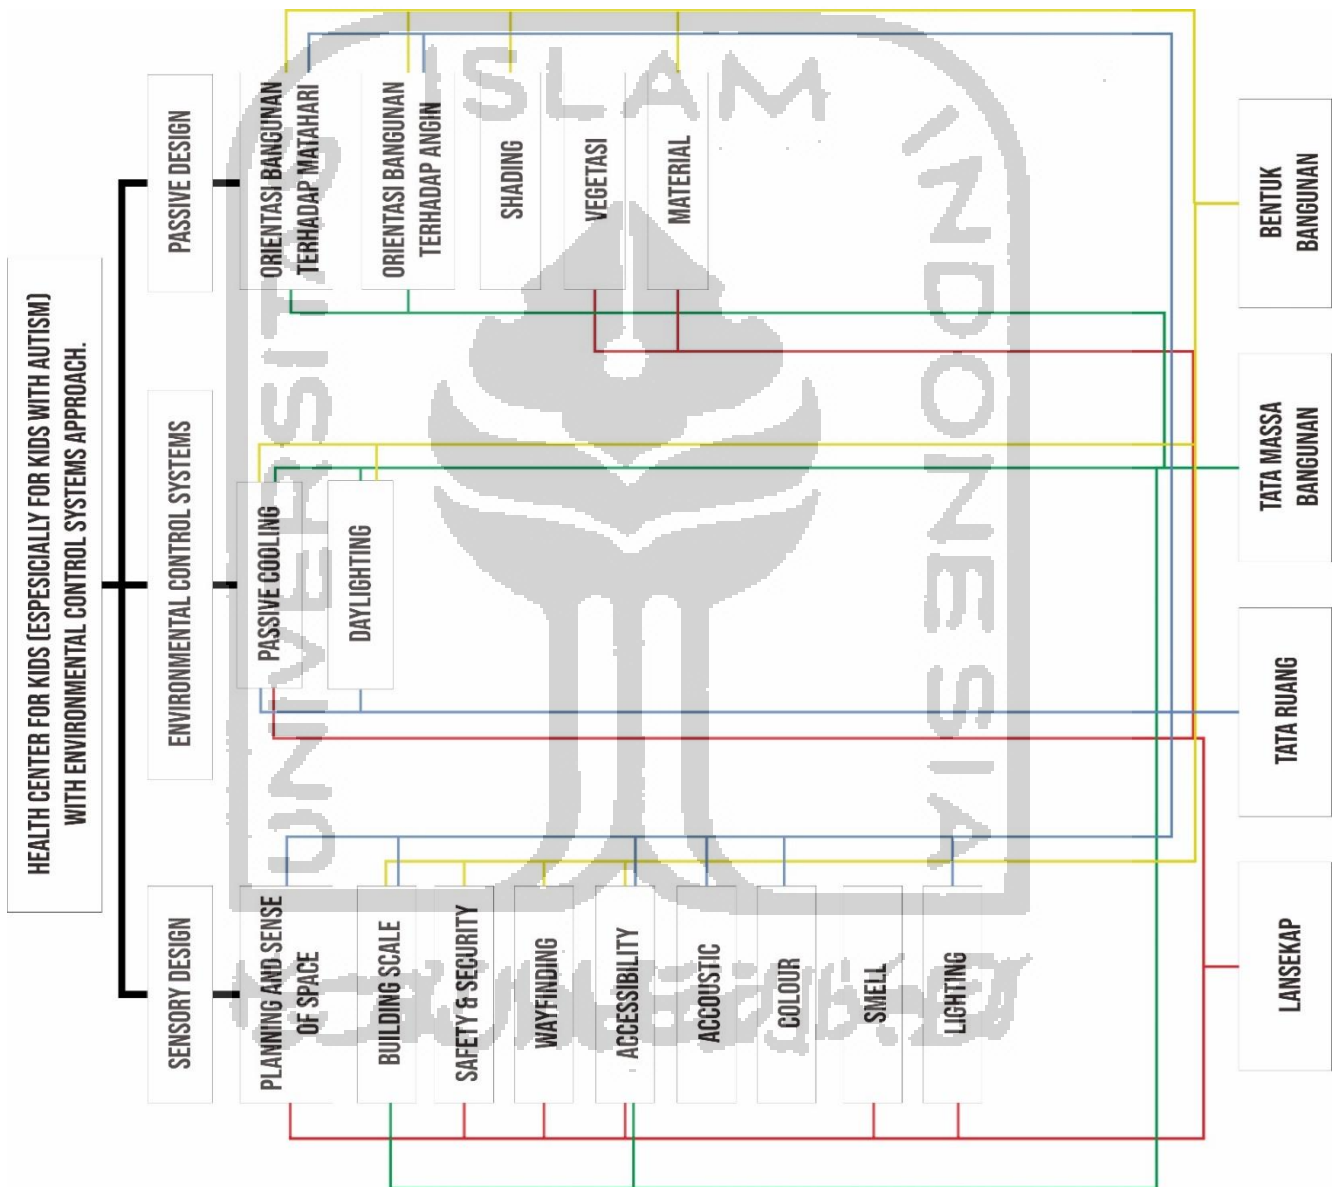 HEALTH CENTER FOR KIDS (ESPESICIALLY FOR KIDS WITH AUTISM)
WITH ENVIRONMENTAL CONTROL SYSTEMS APPROACH.
SENSORY DESIGN
PLANNING AND SENSE
OF SPACE
BUILDING SCALE
SAFETY & SECURITY
WAYFINDING
ACCESSIBILITY
ACCOUSTIC
COLOUR
SMELL
LIGHTING
ENVIRONMENTAL CONTROL SYSTEMS
PASSIVE COOLING
DAYLIGHTING
PASSIVE DESIGN
ORIENTASI BANGUNAN
TERHADAP MATAHARI
ORIENTASI BANGUNAN
TERHADAP ANGIN
SHADING
VEGETASI
MATERIAL
LANSEKAP
TATA RUANG
TATA MASSA
BANGUNAN
BENTUK
BANGUNAN
UNIVERSITAS
ISLAM
INDONESIA